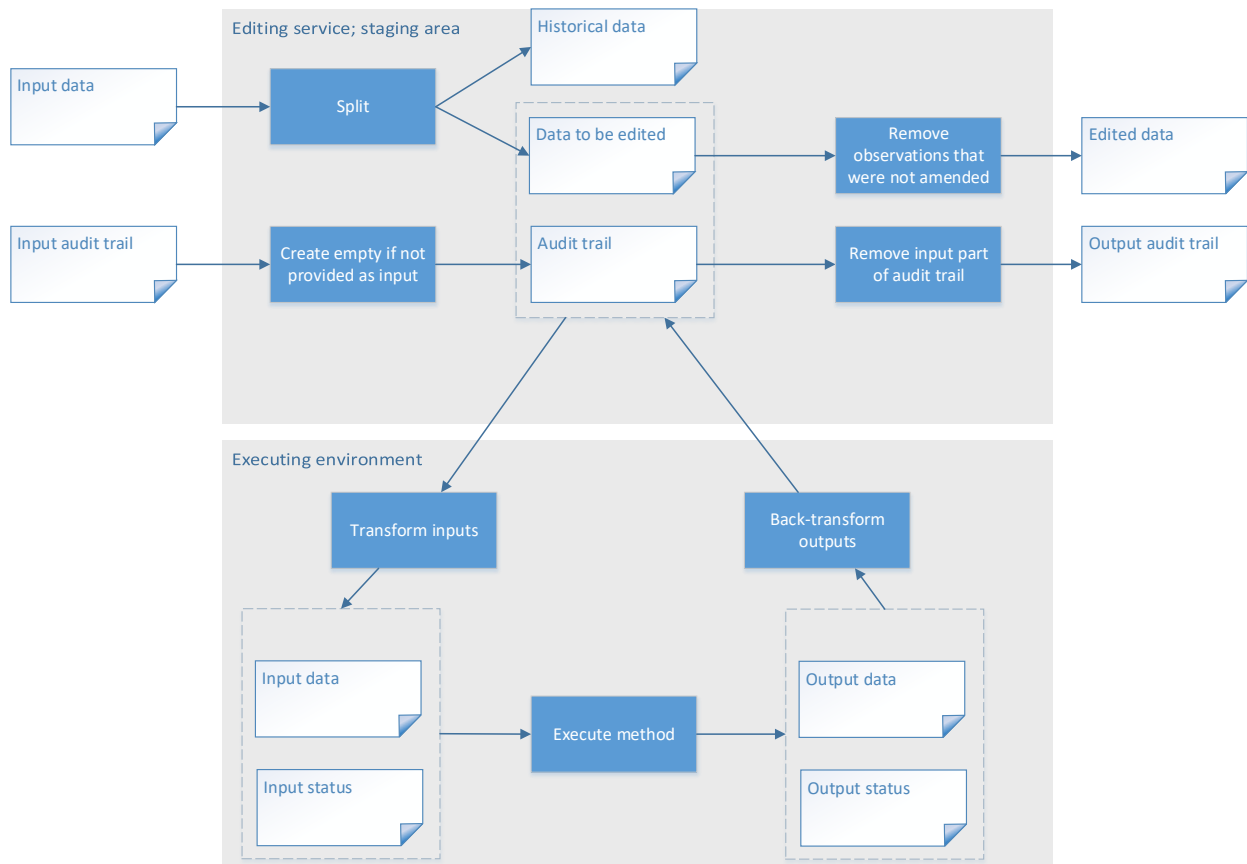 Editing service; staging area
Historical data
Input data
Split
Data to be edited
Remove
observations that
were not amended
Edited data
Input audit trail
Create empty if not
provided as input
Audit trail
Remove input part
of audit trail
Output audit trail
Executing environment
Transform inputs
Back-transform
outputs
Input data
Output data
Execute method
Input status
Output status